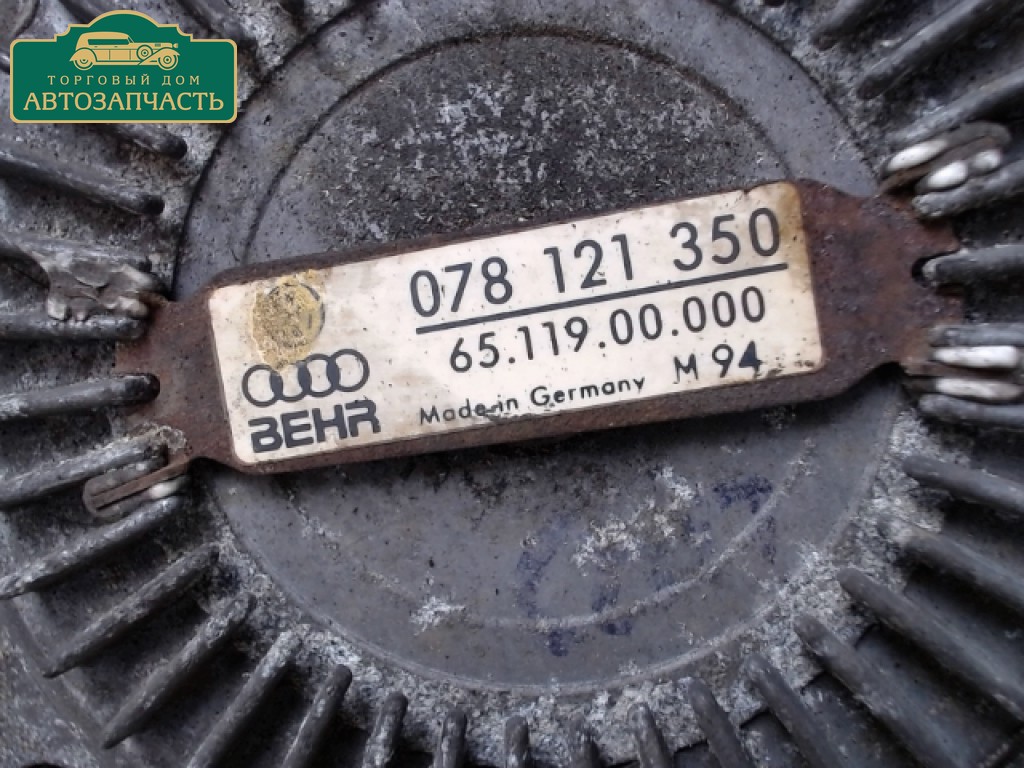 ТОРГОВЫЙ ДОМ
АВТОЗАПЧАСТЬ
078 121 350
65.119.00.000
BEHR
Made in Germany M 94